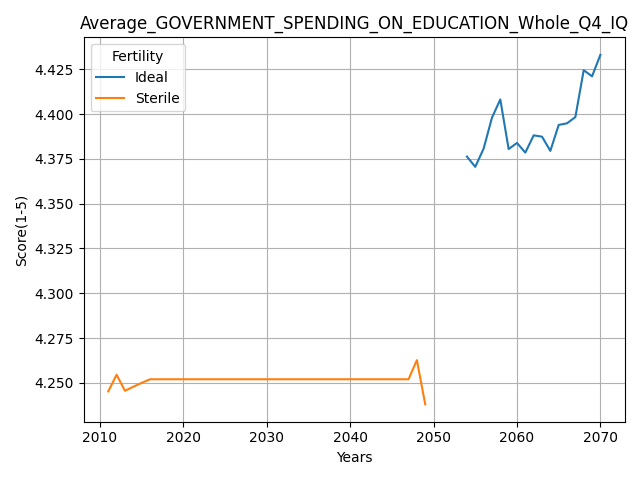 Average_GOVERNMENT_SPENDING_ON_EDUCATION_Whole_Q4_IQ
Fertility
Ideal
Sterile
Score(1-5)
4.425
4.400
4.375
4.350
4.325
4.300
4.275
4.250
2010 2020 2030 2040 2050 2060 2070
Years